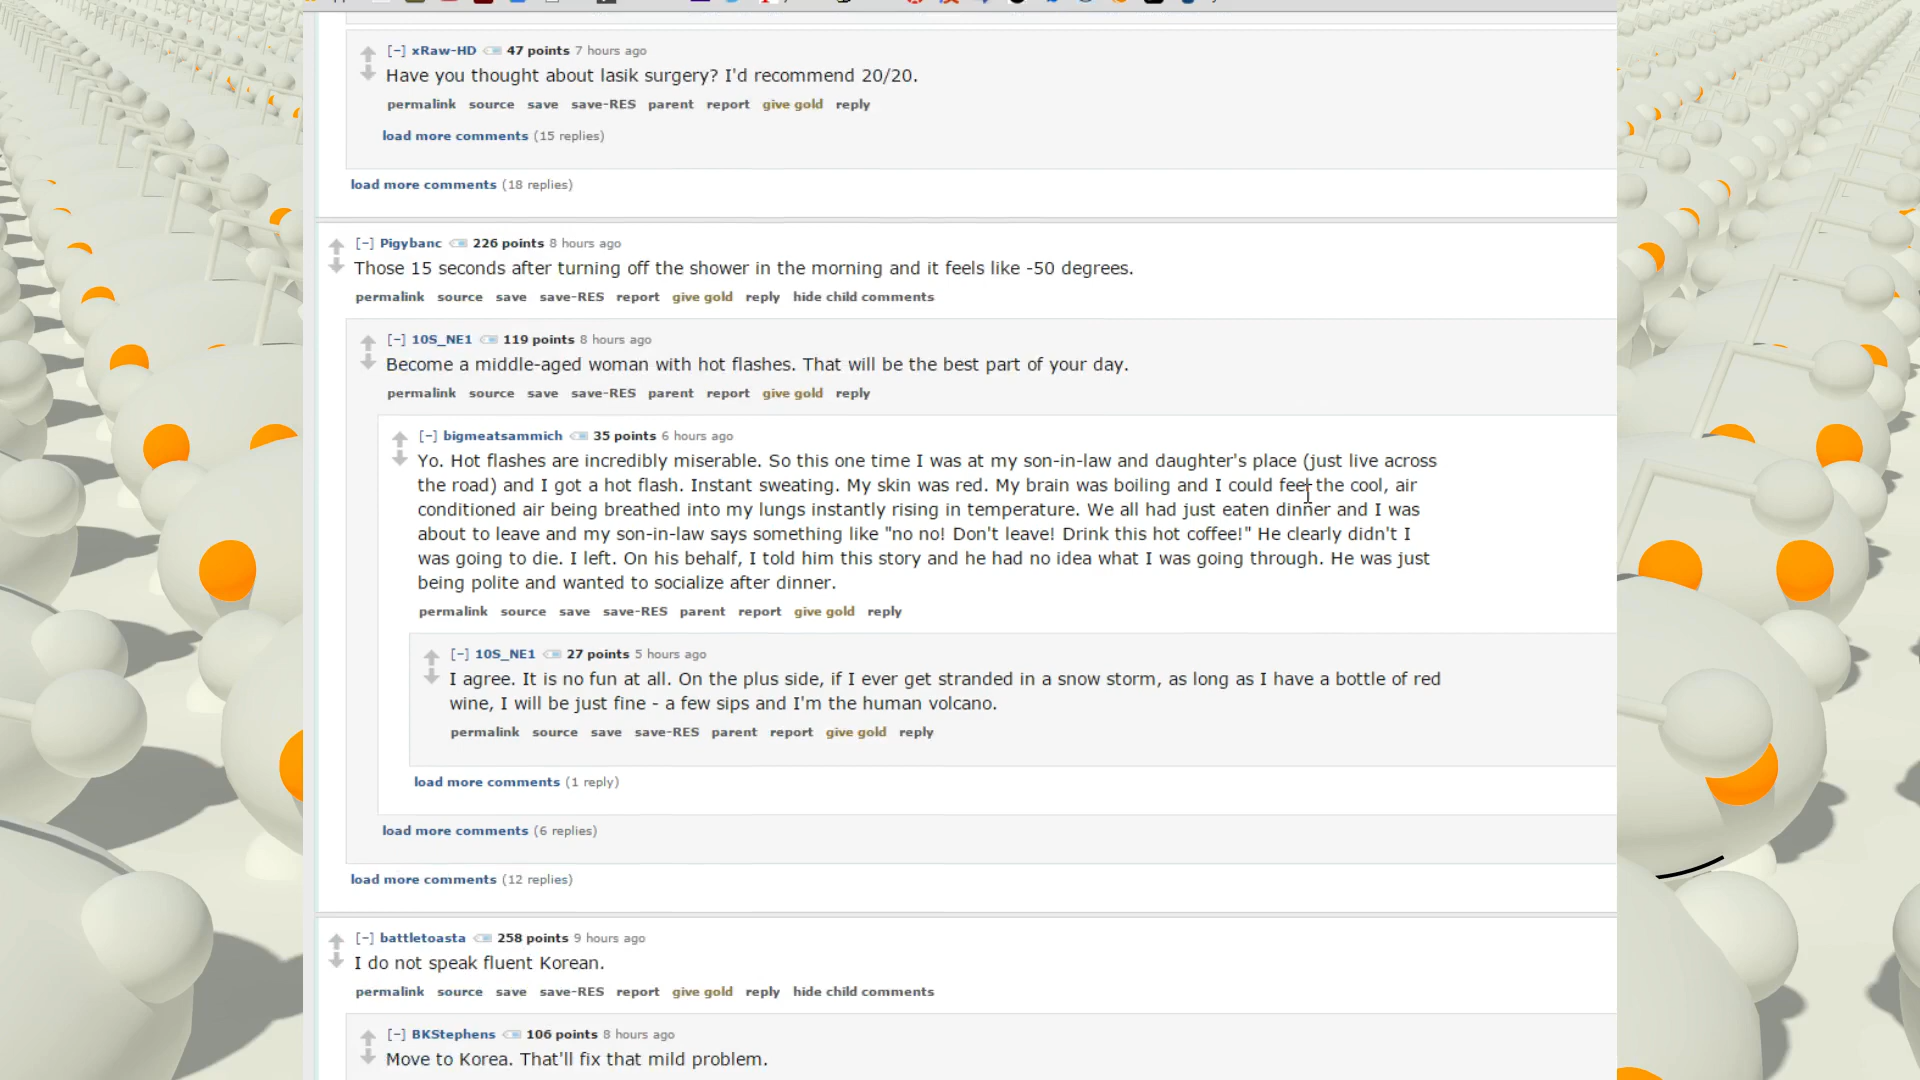 [-] xRaw-HD 47 points 7 hours ago
Have you thought about lasik surgery? I'd recommend 20/20.
permalink source save save-RES parent report give gold reply
load more comments (15 replies)
load more comments (18 replies)
[-] Pigybanc 226 points 8 hours ago
Those 15 seconds after turning off the shower in the morning and it feels like -50 degrees.
permalink source save save-RES report give gold reply hide child comments
[-] 10S_NE1 119 points 8 hours ago
Become a middle-aged woman with hot flashes. That will be the best part of your day.
permalink source save save-RES parent report give gold reply
[-] bigmeatsammich 35 points 6 hours ago
Yo. Hot flashes are incredibly miserable. So this one time I was at my son-in-law and daughter's place (just live across
the road) and I got a hot flash. Instant sweating. My skin was red. My brain was boiling and I could feel the cool, air
conditioned air being breathed into my lungs instantly rising in temperature. We all had just eaten dinner and I was
about to leave and my son-in-law says something like "no no! Don't leave! Drink this hot coffee!" He clearly didn't I
was going to die. I left. On his behalf, I told him this story and he had no idea what I was going through. He was just
being polite and wanted to socialize after dinner.
permalink source save save-RES parent report give gold reply
[-] 10S_NE1 27 points 5 hours ago
I agree. It is no fun at all. On the plus side, if I ever get stranded in a snow storm, as long as I have a bottle of red
wine, I will be just fine - a few sips and I'm the human volcano.
permalink source save save-RES parent report give gold reply
load more comments (1 reply)
load more comments (6 replies)
load more comments (12 replies)
[-] battletoasta 258 points 9 hours ago
I do not speak fluent Korean.
permalink source save save-RES report give gold reply hide child comments
[-] BKStephens 106 points 8 hours ago
Move to Korea. That'll fix that mild problem.